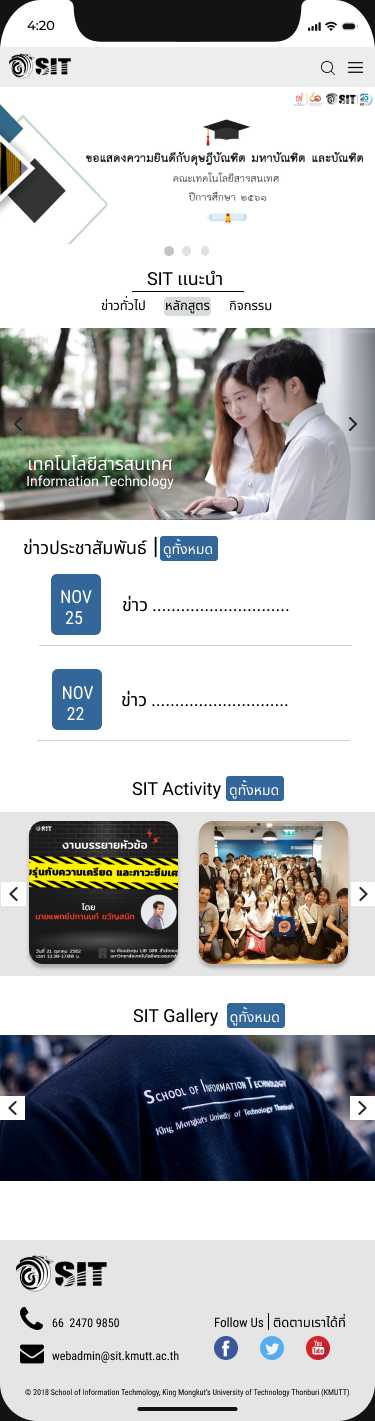 4:20
SIT
SIT
ขอแสดงความยินดีกับดุษฎีบัณฑิต มหาบัณฑิต และบัณฑิต
คณะเทคโนโลยีสารสนเทศ
ปีการศึกษา ๒๕๖๑
SIT แนะนำ
ข่าวทั่วไป หลักสูตร กิจกรรม
เทคโนโลยีสารสนเทศ
Information Technology
ข่าวประชาสัมพันธ์ | ดูทั้งหมด
NOV
25
ข่าว .............................
NOV
22
ข่าว .............................
SIT Activity ดูทั้งหมด
SIT
งานบรรยายหัวข้อ
รุ่นกับความเครียด และภาวะซึมเศ
โดย
นายแพทย์ปทานนท์ ขวัญสนิท
วันที่ 31 ตุลาคม 2562
เวลา 13.30-17.00 น.
SIT Gallery ดูทั้งหมด
SCHOOL OF INFORMATION TECHNOLOGY
King Mongkut's University of Technology Thonburi
SIT
66 2470 9850
webadmin@sit.kmutt.ac.th
Follow Us | ติดตามเราได้ที่
You
Tube
© 2018 School of Information Techmology, King Mongkut's University of Technology Thonburi (KMUTT)